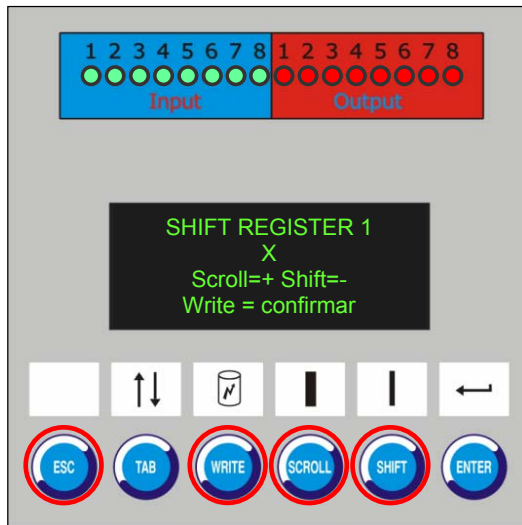 1 2 3 4 5 6 7 8 1 2 3 4 5 6 7 8
Input Output
SHIFT REGISTER 1
X
Scroll=+ Shift=-
Write = confirmar
ESC TAB WRITE SCROLL SHIFT ENTER